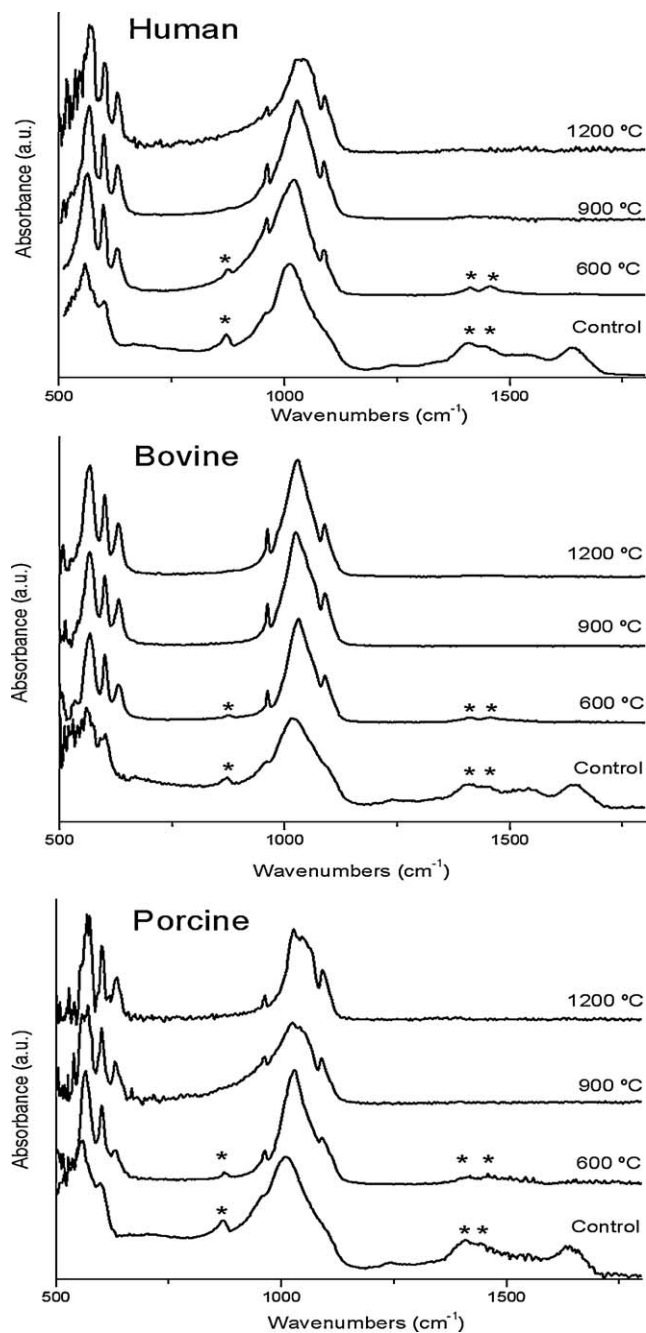 Human
Absorbance (a.u.)
1200 ºC
900 ºC
* * * 600 ºC
* * * Control
500 1000 1500
Wavenumbers (cm⁻¹)
Bovine
Absorbance (a.u.)
1200 ºC
900 ºC
* * * 600 ºC
* * * Control
500 1000 1500
Wavenumbers (cm⁻¹)
Porcine
Absorbance (a.u.)
1200 ºC
900 ºC
* * * 600 ºC
* * * Control
500 1000 1500
Wavenumbers (cm⁻¹)